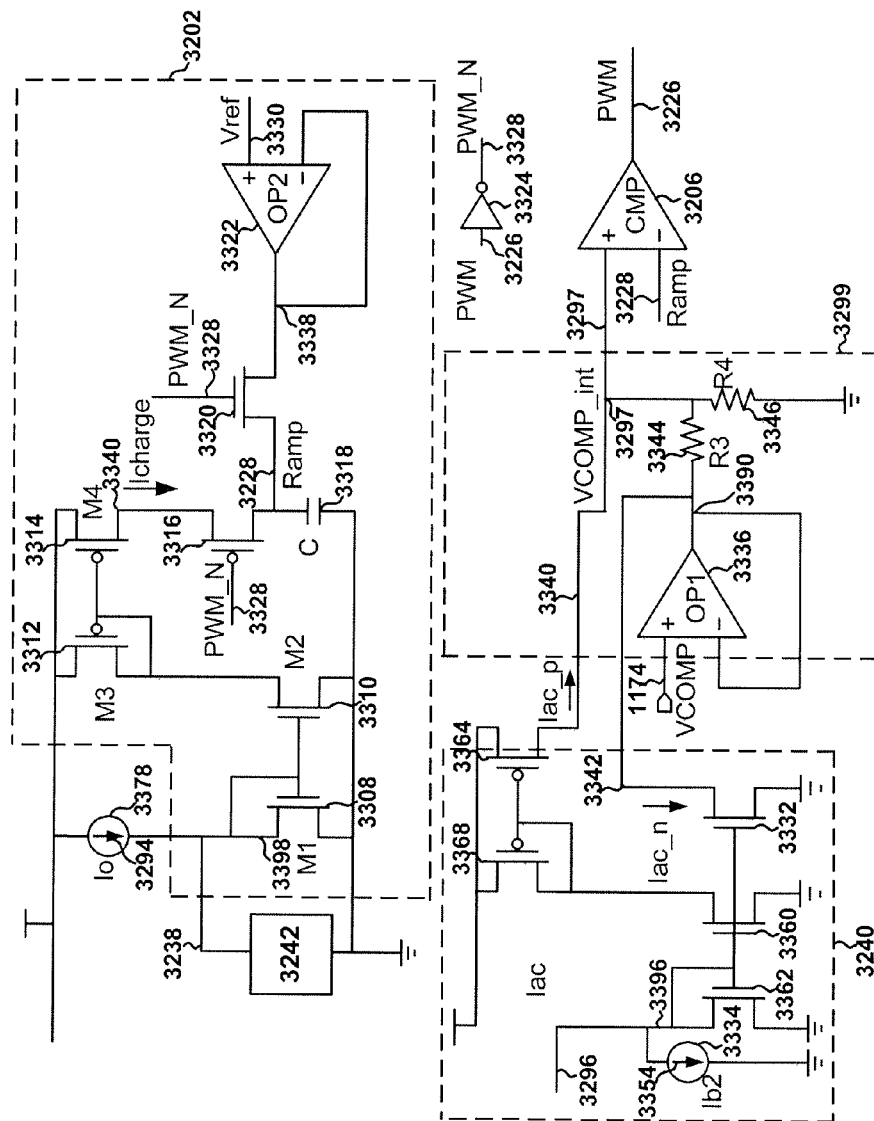 3202
Vref
3330
+
−
OP2
3322
3338
PWM_N
3328
3320
Icharge
3340
M4
3314
3316
PWM_N
3328
3228
Ramp
3318
C
3312
M3
M2
3310
3378
Io
3294
3398
M1
3308
3238
3242
PWM
3226
3324
PWM_N
3328
PWM
3226
+
−
CMP
3206
3297
3228
Ramp
3299
VCOMP_int
3297
R4
3346
3344
R3
3390
3336
OP1
+
−
1174
VCOMP
3340
Iac_p
3364
3368
3342
Iac_n
3332
3360
3240
Iac
3396
3362
3334
3354
Ib2
3296